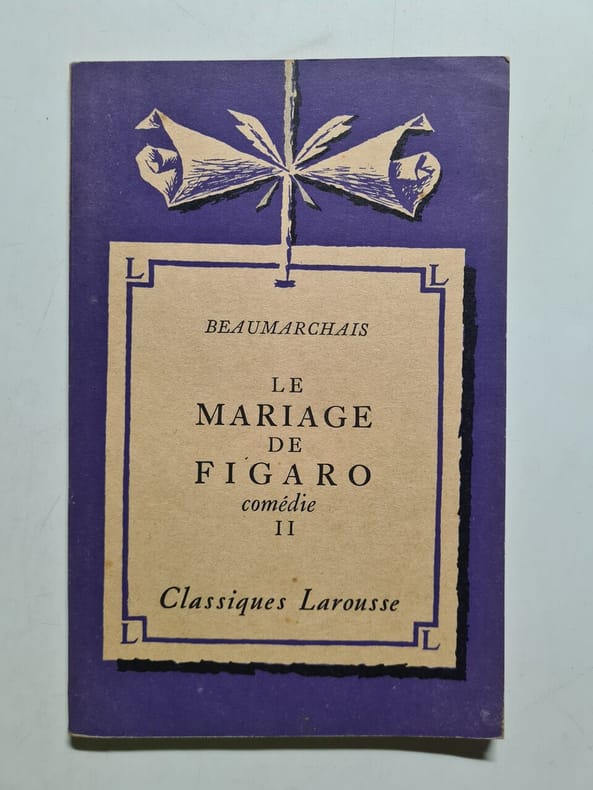 L L
BEAUMARCHAIS
LE
MARIAGE
DE
FIGARO
comédie
II
Classiques Larousse
L L